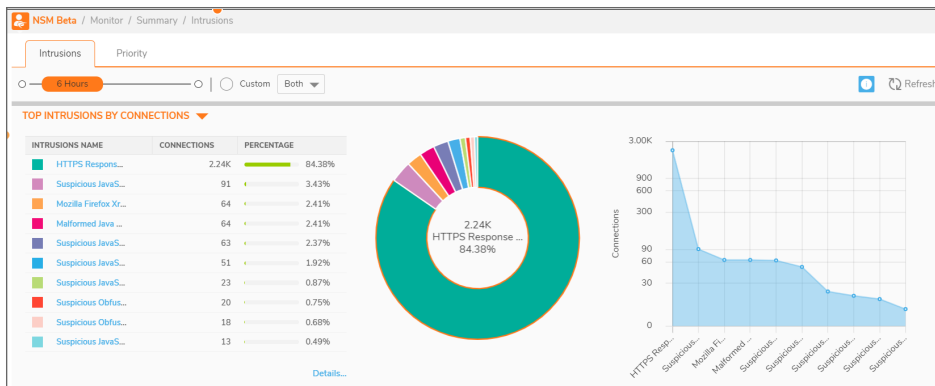 NSM Beta / Monitor / Summary / Intrusions
Intrusions Priority
6 Hours Custom Both Refresh
TOP INTRUSIONS BY CONNECTIONS
INTRUSIONS NAME CONNECTIONS PERCENTAGE
HTTPS Respons... 2.24K 84.38%
Suspicious JavaS... 91 3.43%
Mozilla Firefox Xr... 64 2.41%
Malformed Java ... 64 2.41%
Suspicious JavaS... 63 2.37%
Suspicious JavaS... 51 1.92%
Suspicious JavaS... 23 0.87%
Suspicious Obfus... 20 0.75%
Suspicious Obfus... 18 0.68%
Suspicious JavaS... 13 0.49%
Details...
2.24K
HTTPS Response ...
84.38%
Connections
3.00K
900
600
300
90
60
30
0
HTTPS Resp...
Suspicious...
Mozilla Fi...
Malformed ...
Suspicious...
Suspicious...
Suspicious...
Suspicious...
Suspicious...
Suspicious...